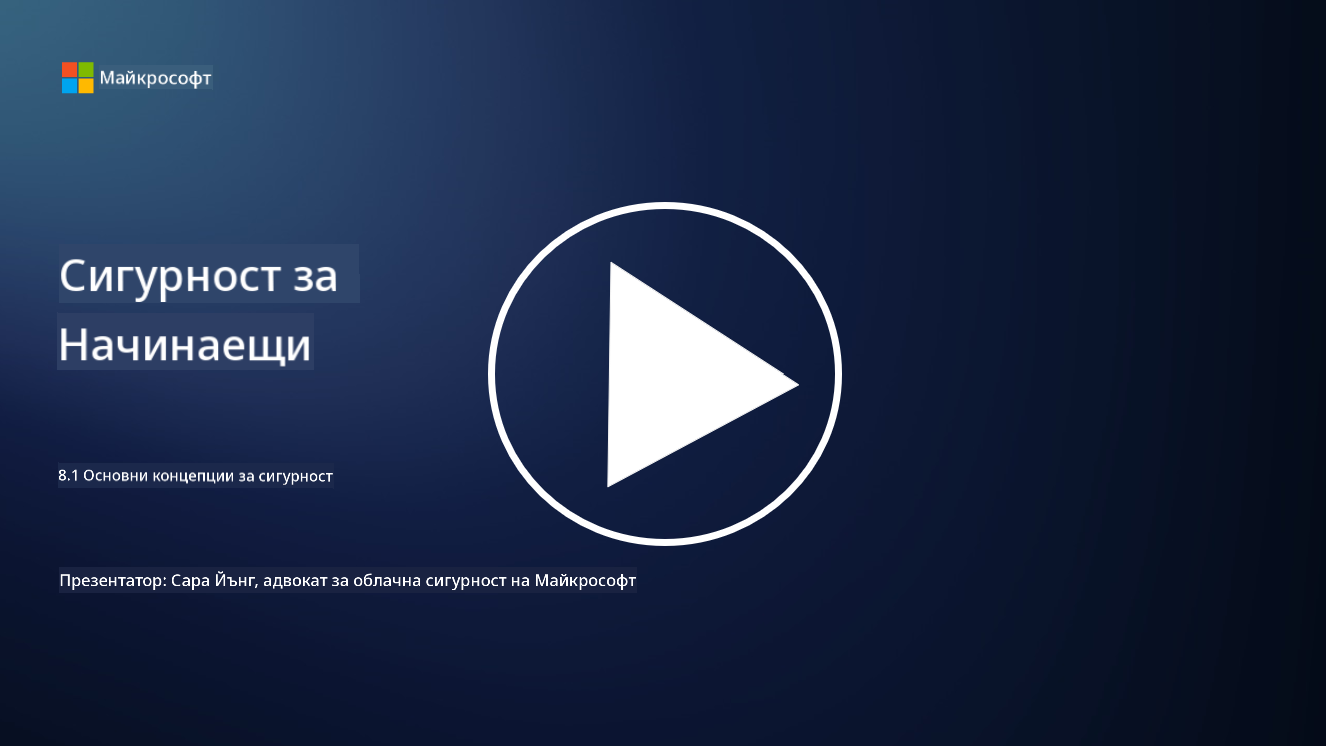 Майкрософт
Сигурност за
Начинаещи
8.1 Основни концепции за сигурност
Презентатор: Сара Йънг, адвокат за облачна сигурност на Майкрософт